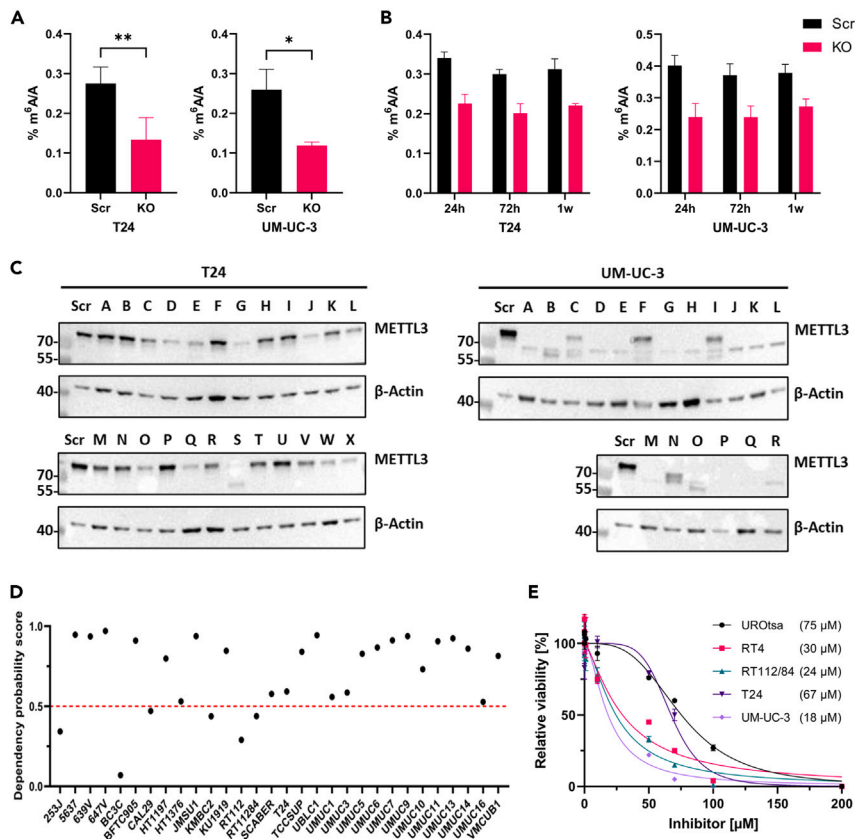 A
**
*
0.4
0.3
0.2
0.1
0.0
% m⁶A/A
Scr KO
T24
0.4
0.3
0.2
0.1
0.0
% m⁶A/A
Scr KO
UM-UC-3
B
Scr
KO
0.4
0.3
0.2
0.1
0.0
% m⁶A/A
24h 72h 1w
T24
0.5
0.4
0.3
0.2
0.1
0.0
% m⁶A/A
24h 72h 1w
UM-UC-3
C
T24
Scr A B C D E F G H I J K L
METTL3
70
55
β-Actin
40
Scr M N O P Q R S T U V W X
METTL3
70
55
β-Actin
40
UM-UC-3
Scr A B C D E F G H I J K L
METTL3
70
55
β-Actin
40
Scr M N O P Q R
METTL3
70
55
β-Actin
40
D
Dependency probability score
1.0
0.5
0.0
253J
5637
639V
647V
BC3C
BFTC905
CAL29
HT1197
HT1376
JMSU1
KMBC2
KU1919
RT112
RT11284
SCABER
T24
TCCSUP
UBLC1
UMUC1
UMUC3
UMUC5
UMUC6
UMUC7
UMUC9
UMUC10
UMUC11
UMUC13
UMUC14
UMUC16
VMCUB1
E
Relative viability [%]
100
75
50
25
0
0 50 100 150 200
Inhibitor [µM]
UROtsa (75 µM)
RT4 (30 µM)
RT112/84 (24 µM)
T24 (67 µM)
UM-UC-3 (18 µM)